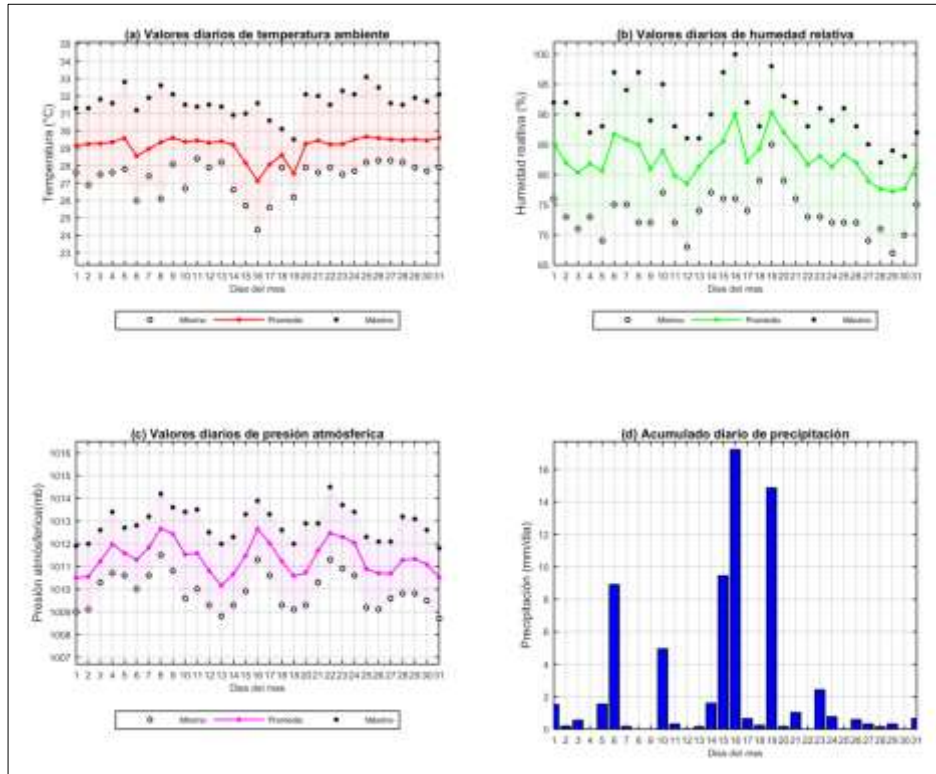 (a) Valores diarios de temperatura ambiente
35
34
33
32
31
30
29
28
27
26
25
24
23
Temperatura (°C)
1 2 3 4 5 6 7 8 9 10 11 12 13 14 15 16 17 18 19 20 21 22 23 24 25 26 27 28 29 30 31
Dias del mes
Mínimo Promedio Máximo
(b) Valores diarios de humedad relativa
100
95
90
85
80
75
70
65
Humedad realtiva (%)
1 2 3 4 5 6 7 8 9 10 11 12 13 14 15 16 17 18 19 20 21 22 23 24 25 26 27 28 29 30 31
Dias del mes
Mínimo Promedio Máximo
(c) Valores diarios de presión atmósferica
1016
1015
1014
1013
1012
1011
1010
1009
1008
1007
Presión atmósferica(mb)
1 2 3 4 5 6 7 8 9 10 11 12 13 14 15 16 17 18 19 20 21 22 23 24 25 26 27 28 29 30 31
Dias del mes
Mínimo Promedio Máximo
(d) Acumulado diario de precipitación
16
14
12
10
8
6
4
2
0
Precipitación (mm/dia)
1 2 3 4 5 6 7 8 9 10 11 12 13 14 15 16 17 18 19 20 21 22 23 24 25 26 27 28 29 30 31
Dias del mes